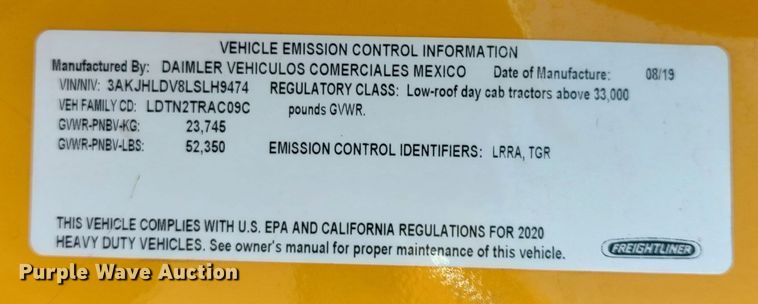 VEHICLE EMISSION CONTROL INFORMATION
Manufactured By: DAIMLER VEHICULOS COMERCIALES MEXICO Date of Manufacture: 08/19
VIN/NIV: 3AKJHLDV8LSLH9474 REGULATORY CLASS: Low-roof day cab tractors above 33,000
VEH FAMILY CD: LDTN2TRAC09C pounds GVWR.
GVWR-PNBV-KG: 23,745
GVWR-PNBV-LBS: 52,350 EMISSION CONTROL IDENTIFIERS: LRRA, TGR
THIS VEHICLE COMPLIES WITH U.S. EPA AND CALIFORNIA REGULATIONS FOR 2020
HEAVY DUTY VEHICLES. See owner's manual for proper maintenance of this vehicle.
FREIGHTLINER
Purple Wave Auction